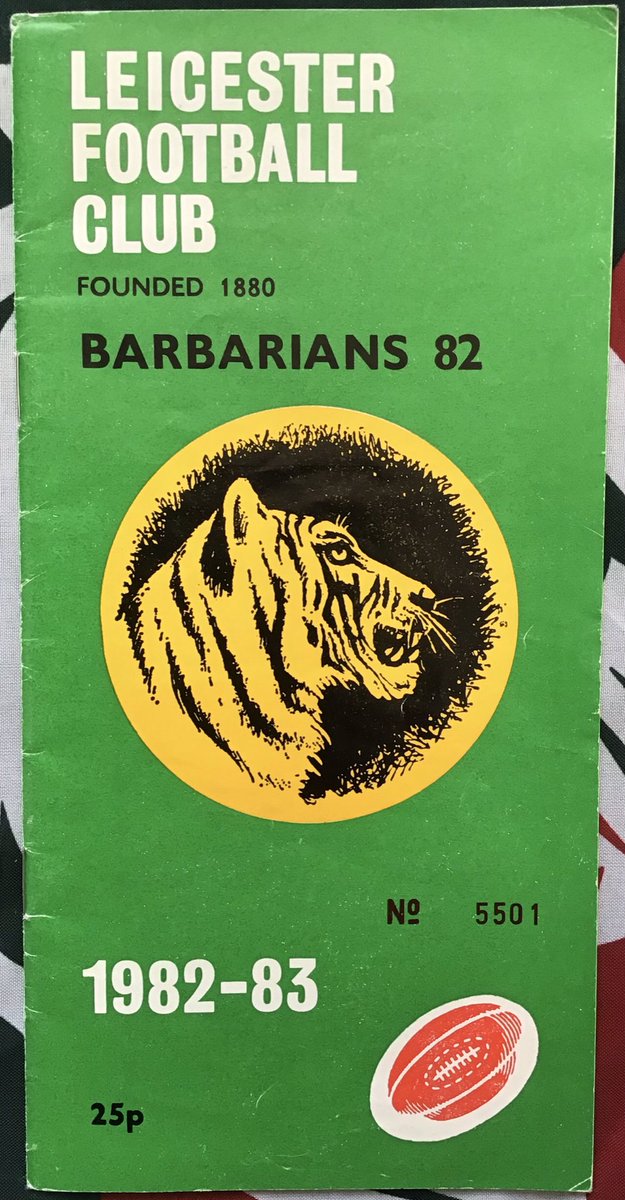 LEICESTER
FOOTBALL
CLUB
FOUNDED 1880
BARBARIANS 82
Nº 5501
1982-83
25p